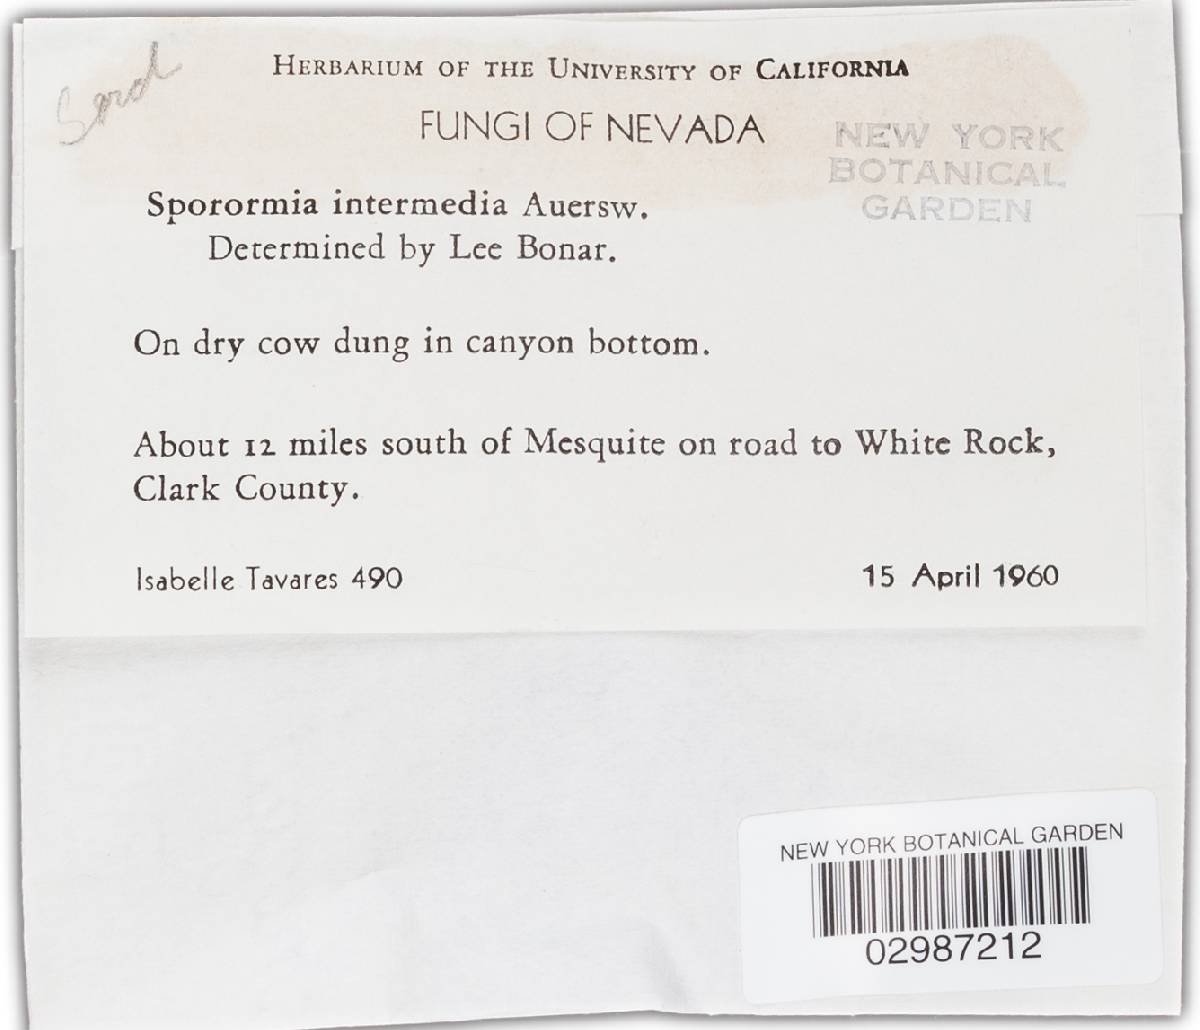 Sord
HERBARIUM OF THE UNIVERSITY OF CALIFORNIA
FUNGI OF NEVADA
NEW YORK
BOTANICAL
GARDEN
Sporormia intermedia Auersw.
Determined by Lee Bonar.
On dry cow dung in canyon bottom.
About 12 miles south of Mesquite on road to White Rock,
Clark County.
Isabelle Tavares 490
15 April 1960
NEW YORK BOTANICAL GARDEN
02987212